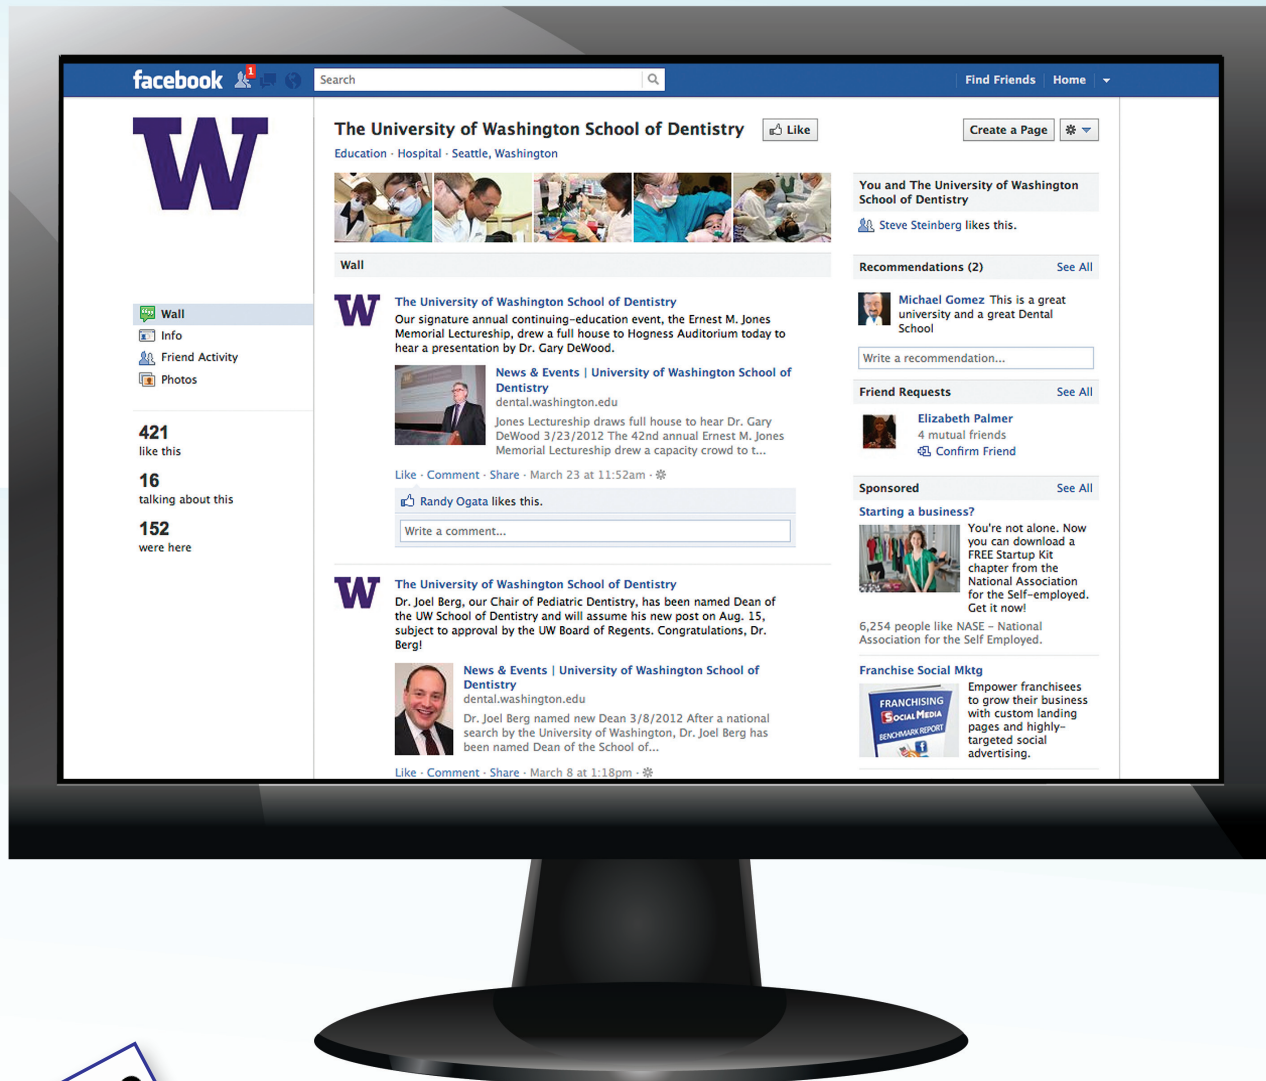 facebook
1
Search
Find Friends
Home
W
The University of Washington School of Dentistry
Like
Create a Page
Education · Hospital · Seattle, Washington
Wall
Info
Friend Activity
Photos
421
like this
16
talking about this
152
were here
Wall
W
The University of Washington School of Dentistry
Our signature annual continuing-education event, the Ernest M. Jones
Memorial Lectureship, drew a full house to Hogness Auditorium today to
hear a presentation by Dr. Gary DeWood.
News & Events | University of Washington School of
Dentistry
dental.washington.edu
Jones Lectureship draws full house to hear Dr. Gary
DeWood 3/23/2012 The 42nd annual Ernest M. Jones
Memorial Lectureship drew a capacity crowd to t...
Like · Comment · Share · March 23 at 11:52am ·
Randy Ogata likes this.
Write a comment...
W
The University of Washington School of Dentistry
Dr. Joel Berg, our Chair of Pediatric Dentistry, has been named Dean of
the UW School of Dentistry and will assume his new post on Aug. 15,
subject to approval by the UW Board of Regents. Congratulations, Dr.
Berg!
News & Events | University of Washington School of
Dentistry
dental.washington.edu
Dr. Joel Berg named new Dean 3/8/2012 After a national
search by the University of Washington, Dr. Joel Berg has
been named Dean of the School of...
Like · Comment · Share · March 8 at 1:18pm ·
You and The University of Washington
School of Dentistry
Steve Steinberg likes this.
Recommendations (2)
See All
Michael Gomez This is a great
university and a great Dental
School
Write a recommendation...
Friend Requests
See All
Elizabeth Palmer
4 mutual friends
Confirm Friend
Sponsored
See All
Starting a business?
You're not alone. Now
you can download a
FREE Startup Kit
chapter from the
National Association
for the Self-employed.
Get it now!
6,254 people like NASE – National
Association for the Self Employed.
Franchise Social Mktg
FRANCHISING
SOCIAL MEDIA
BENCHMARK REPORT
Empower franchisees
to grow their business
with custom landing
pages and highly-
targeted social
advertising.